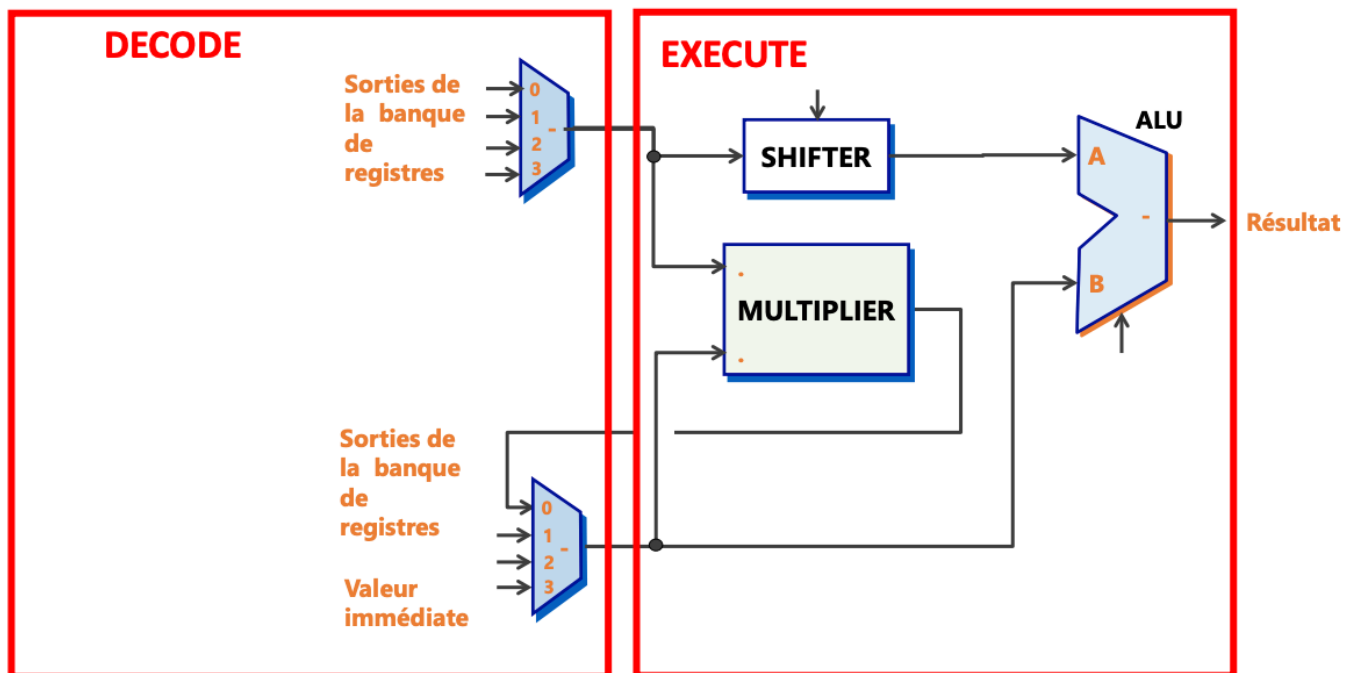 DECODE
EXECUTE
Sorties de
la banque
de
registres
0
1
-
2
3
SHIFTER
ALU
A
-
B
Résultat
.
MULTIPLIER
.
Sorties de
la banque
de
registres
0
1
-
2
3
Valeur
immédiate